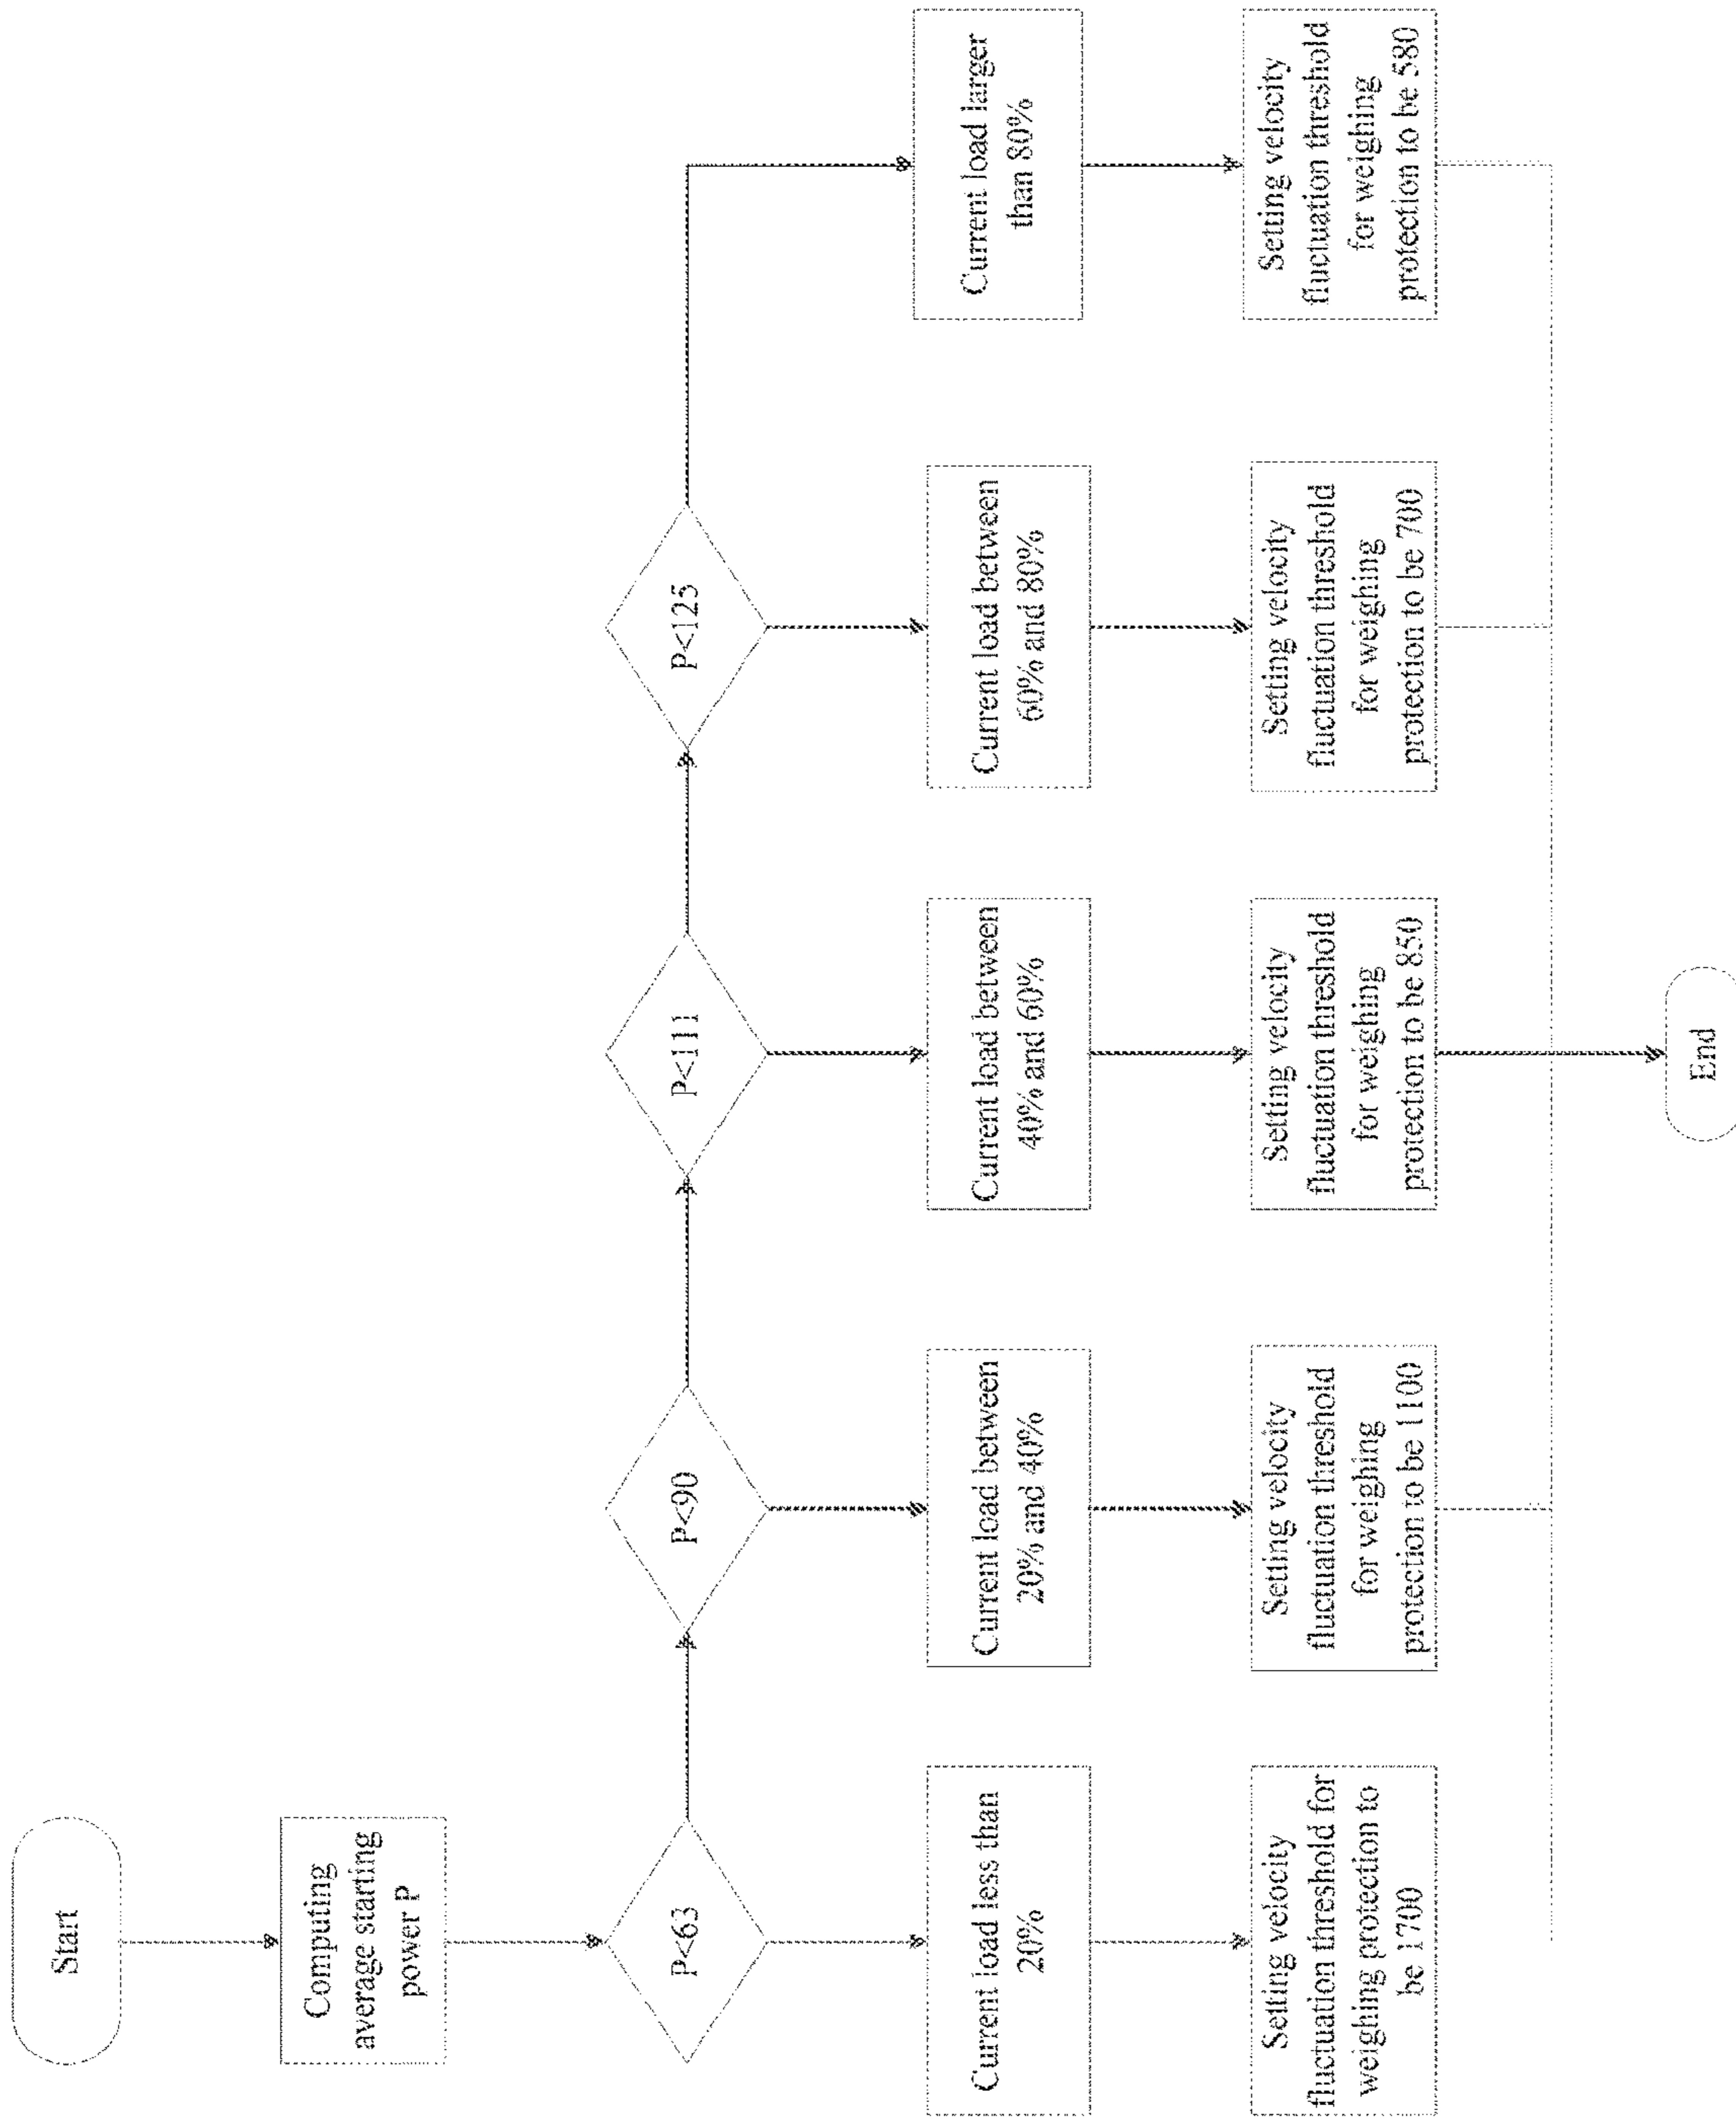 Start
Computing
average starting
power P
P<63
P<90
P<111
P<125
Current load less than
20%
Current load between
20% and 40%
Current load between
40% and 60%
Current load between
60% and 80%
Current load larger
than 80%
Setting velocity
fluctuation threshold for
weighing protection to
be 1700
Setting velocity
fluctuation threshold
for weighing
protection to be 1100
Setting velocity
fluctuation threshold
for weighing
protection to be 850
Setting velocity
fluctuation threshold
for weighing
protection to be 700
Setting velocity
fluctuation threshold
for weighing
protection to be 580
End